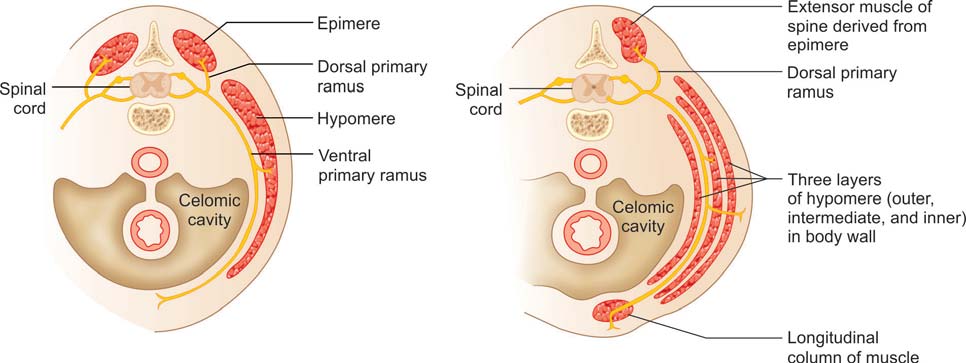 Epimere
Dorsal primary
ramus
Spinal
cord
Hypomere
Ventral
primary ramus
Celomic
cavity
Extensor muscle of
spine derived from
epimere
Dorsal primary
ramus
Spinal
cord
Three layers
of hypomere (outer,
intermediate, and inner)
in body wall
Celomic
cavity
Longitudinal
column of muscle